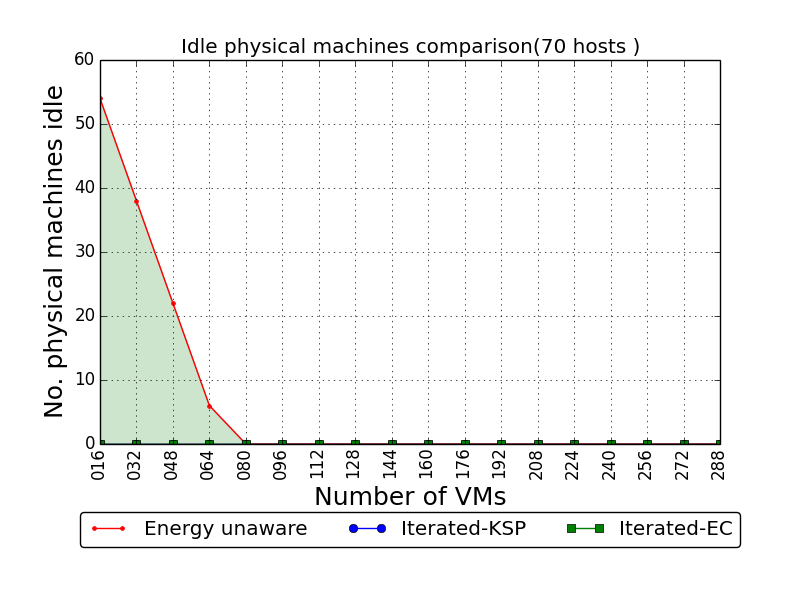 Idle physical machines comparison(70 hosts )
No. physical machines idle
60
50
40
30
20
10
0
016 032 048 064 080 096 112 128 144 160 176 192 208 224 240 256 272 288
Number of VMs
Energy unaware Iterated-KSP Iterated-EC